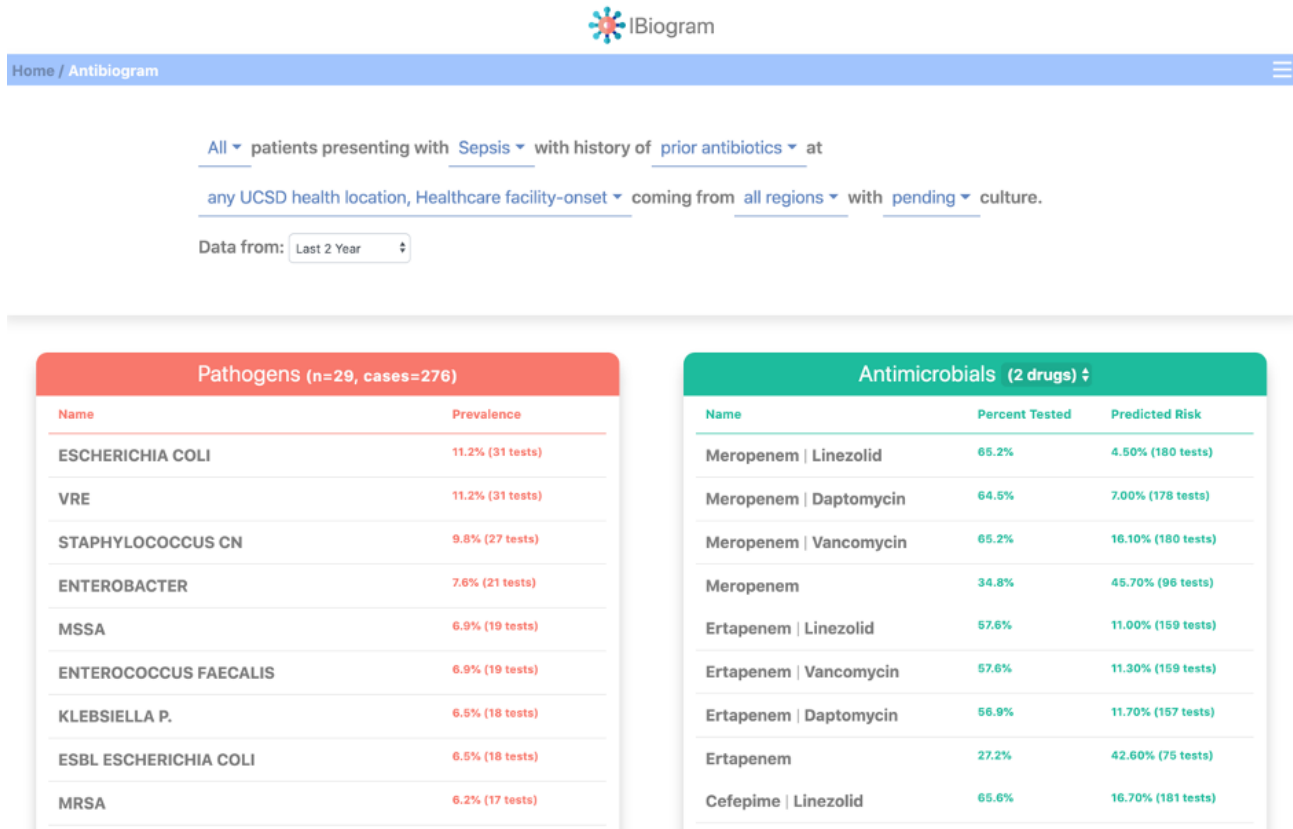 IBiogram
Home / Antibiogram
All patients presenting with Sepsis with history of prior antibiotics at
any UCSD health location, Healthcare facility-onset coming from all regions with pending culture.
Data from: Last 2 Year
Pathogens (n=29, cases=276)
Name Prevalence
ESCHERICHIA COLI 11.2% (31 tests)
VRE 11.2% (31 tests)
STAPHYLOCOCCUS CN 9.8% (27 tests)
ENTEROBACTER 7.6% (21 tests)
MSSA 6.9% (19 tests)
ENTEROCOCCUS FAECALIS 6.9% (19 tests)
KLEBSIELLA P. 6.5% (18 tests)
ESBL ESCHERICHIA COLI 6.5% (18 tests)
MRSA 6.2% (17 tests)
Antimicrobials (2 drugs)
Name Percent Tested Predicted Risk
Meropenem | Linezolid 65.2% 4.50% (180 tests)
Meropenem | Daptomycin 64.5% 7.00% (178 tests)
Meropenem | Vancomycin 65.2% 16.10% (180 tests)
Meropenem 34.8% 45.70% (96 tests)
Ertapenem | Linezolid 57.6% 11.00% (159 tests)
Ertapenem | Vancomycin 57.6% 11.30% (159 tests)
Ertapenem | Daptomycin 56.9% 11.70% (157 tests)
Ertapenem 27.2% 42.60% (75 tests)
Cefepime | Linezolid 65.6% 16.70% (181 tests)